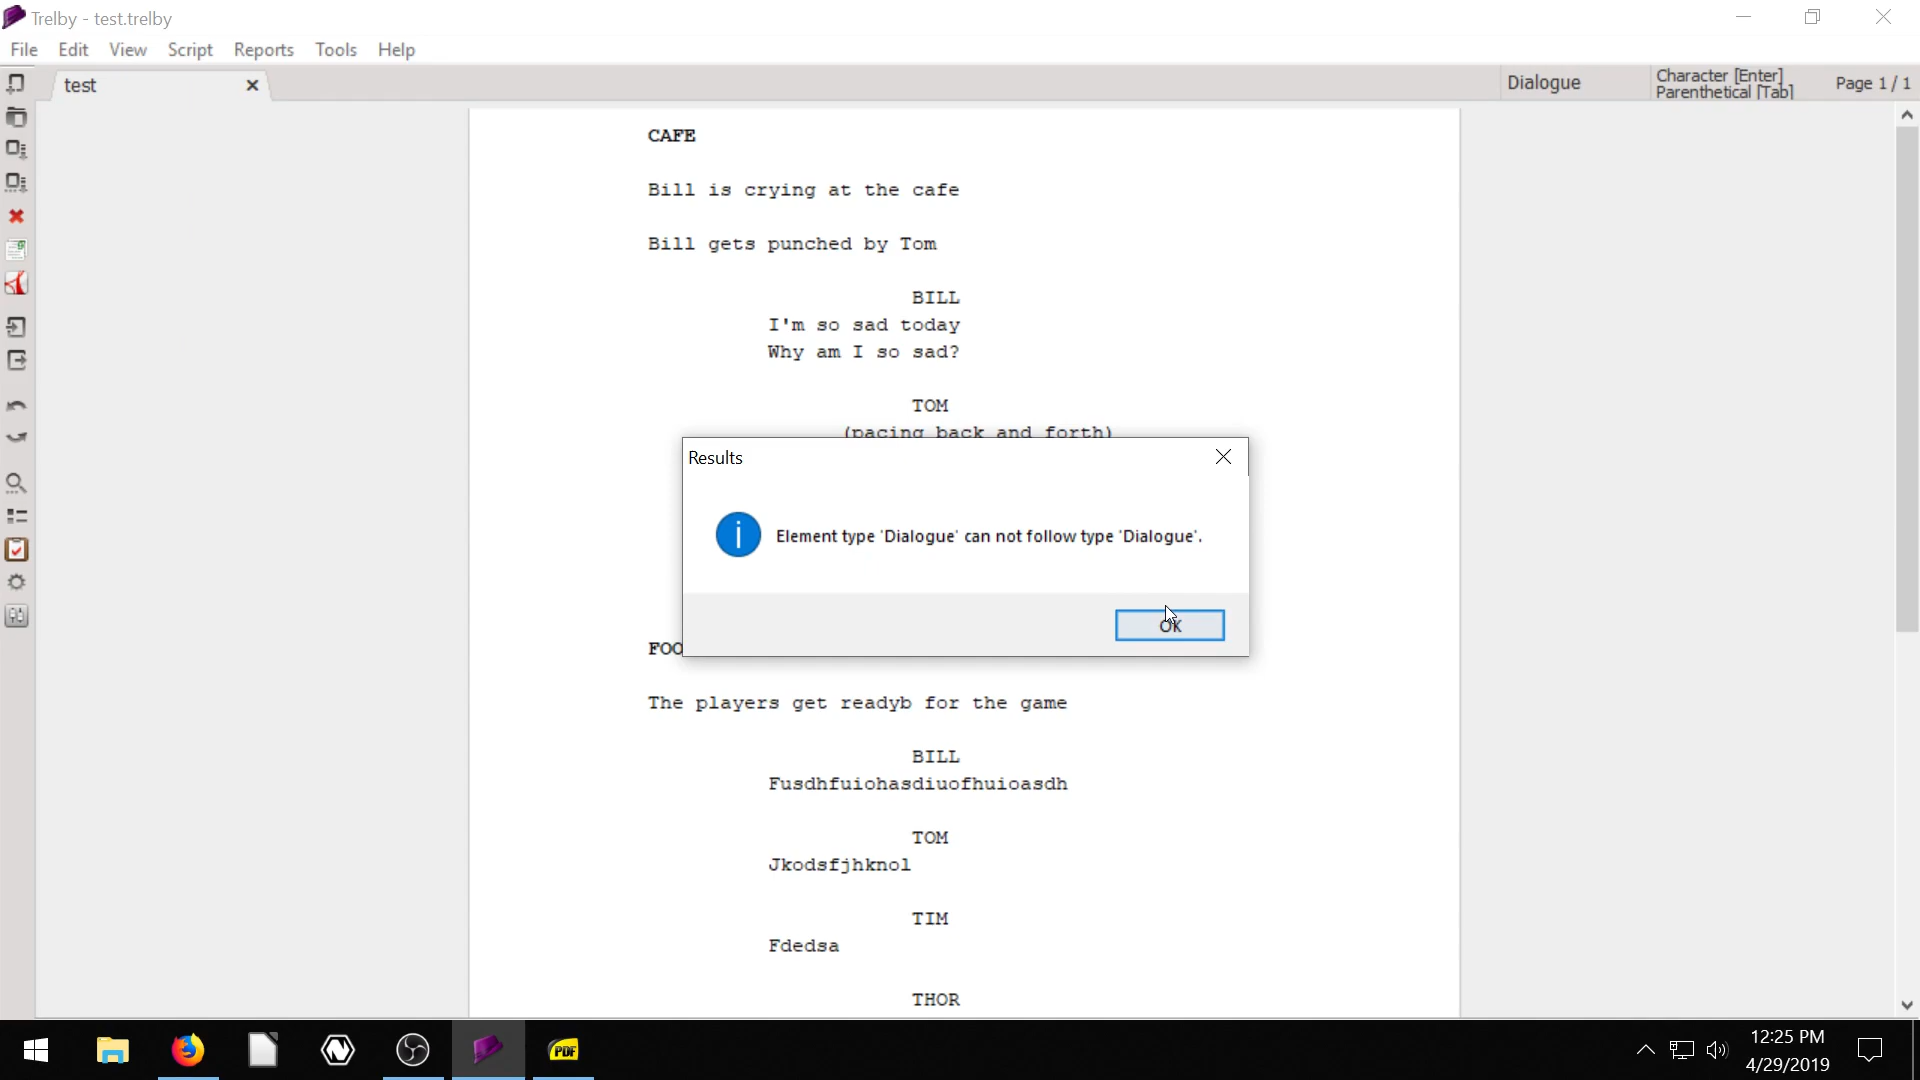 Trelby - test.trelby
File Edit View Script Reports Tools Help
test
Dialogue
Character [Enter]
Parenthetical [Tab]
Page 1 / 1
CAFE
Bill is crying at the cafe
Bill gets punched by Tom
BILL
I'm so sad today
Why am I so sad?
TOM
(pacing back and forth)
Results
Element type 'Dialogue' can not follow type 'Dialogue'.
OK
FOO
The players get readyb for the game
BILL
Fusdhfuiohasdiuofhuioasdh
TOM
Jkodsfjhknol
TIM
Fdedsa
THOR
PDF
12:25 PM
4/29/2019